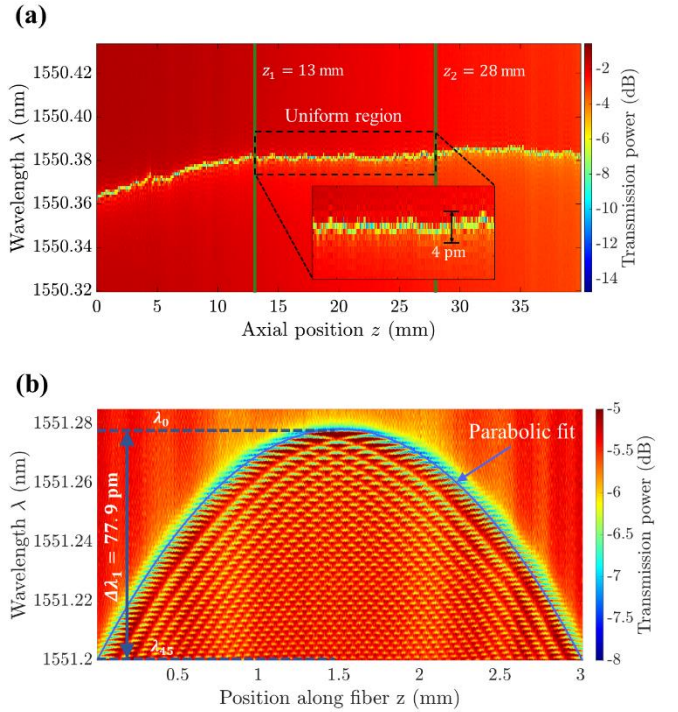 (a)
1550.43
1550.40
1550.38
1550.36
1550.34
1550.32
Wavelength λ (nm)
z₁ = 13 mm
z₂ = 28 mm
Uniform region
4 pm
0 5 10 15 20 25 30 35
Axial position z (mm)
-2
-4
-6
-8
-10
-12
-14
Transmission power (dB)
(b)
1551.28
1551.26
1551.24
1551.22
1551.2
Wavelength λ (nm)
λ₀
Δλ₁ = 77.9 pm
λ₄₅
Parabolic fit
0.5 1 1.5 2 2.5 3
Position along fiber z (mm)
-5
-6
-6.5
-7
-7.5
-8
Transmission power (dB)